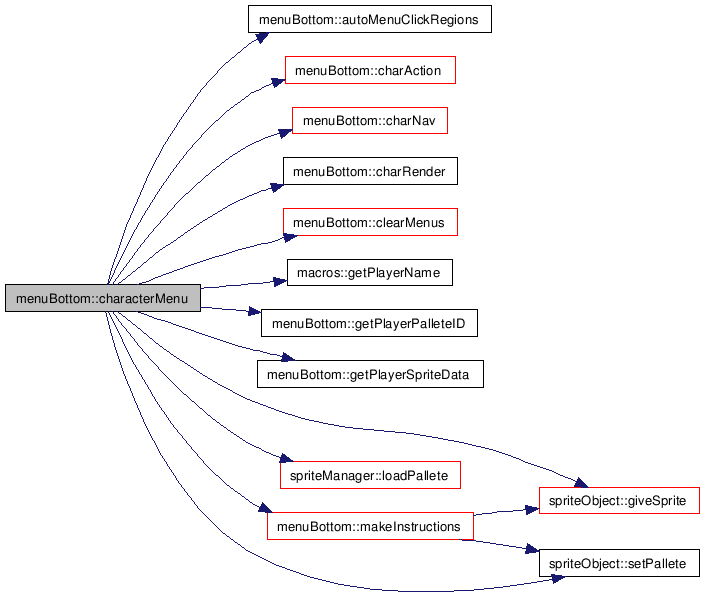 menuBottom::autoMenuClickRegions
menuBottom::charAction
menuBottom::charNav
menuBottom::charRender
menuBottom::clearMenus
macros::getPlayerName
menuBottom::characterMenu
menuBottom::getPlayerPalleteID
menuBottom::getPlayerSpriteData
spriteManager::loadPallete
spriteObject::giveSprite
menuBottom::makeInstructions
spriteObject::setPallete